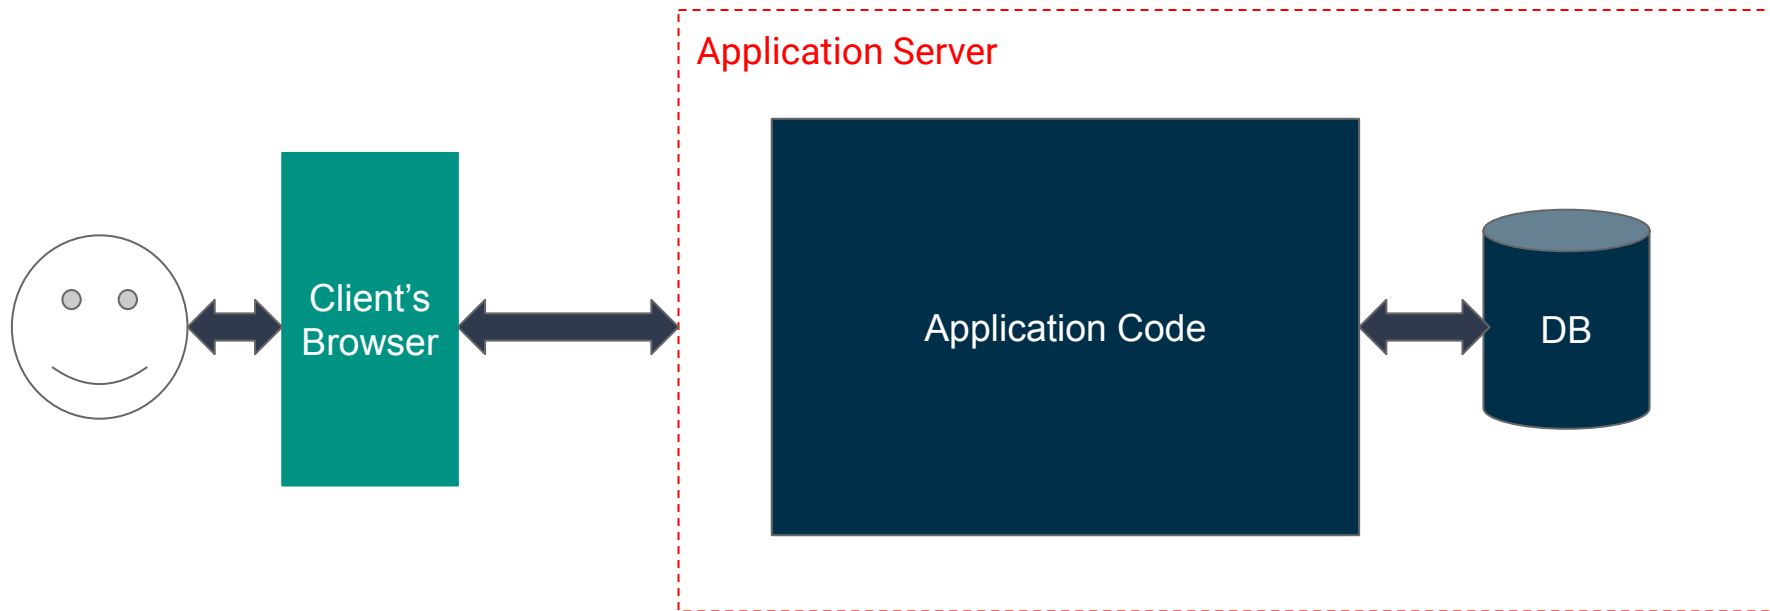 Application Server
Client’s
Browser
Application Code
DB